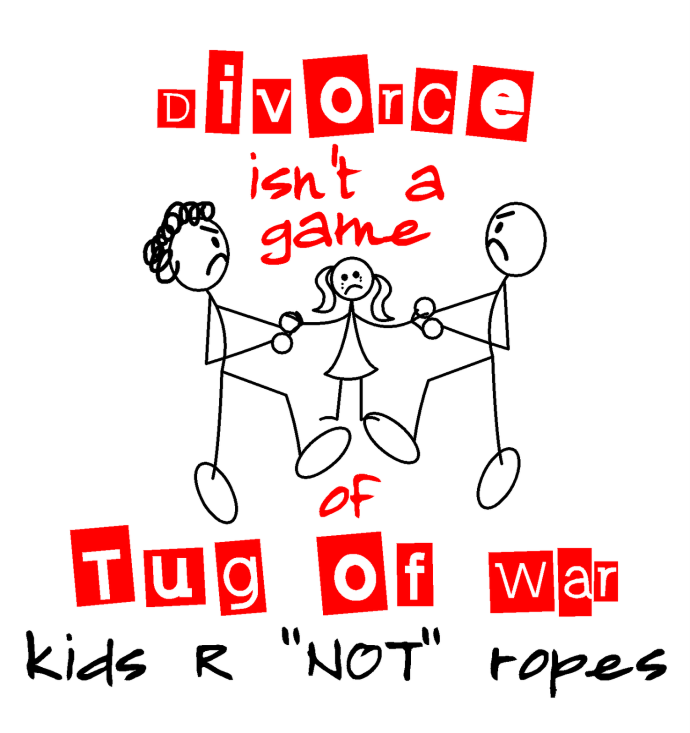 DivorCe
isn't a
game
of
Tug Of War
kids R "NOT" ropes